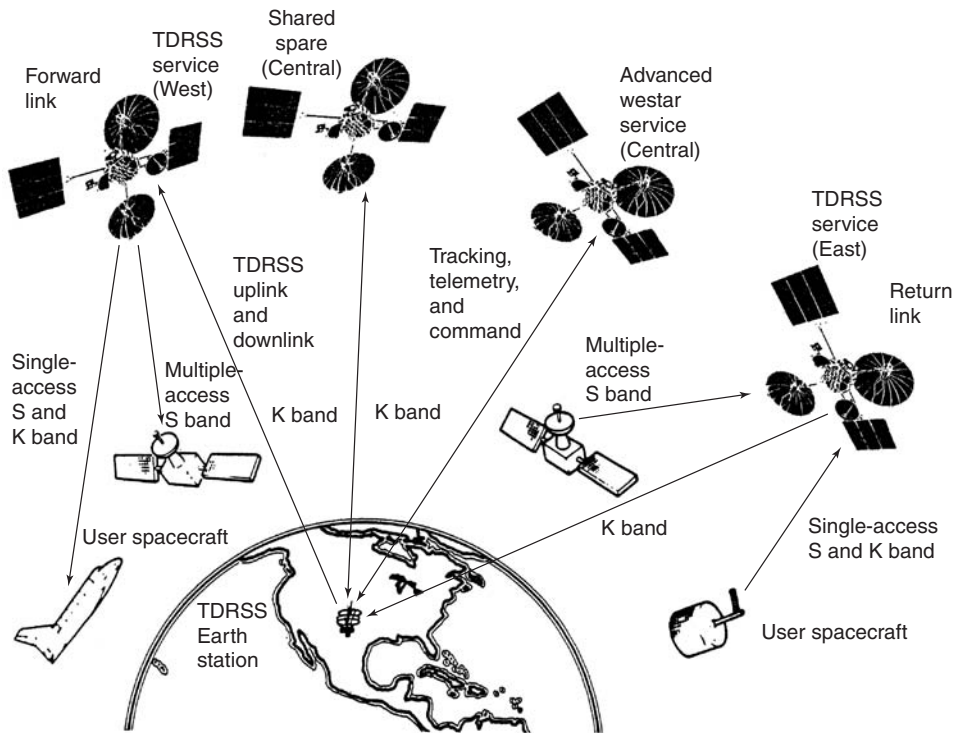 Forward
link
TDRSS
service
(West)
Shared
spare
(Central)
Advanced
westar
service
(Central)
TDRSS
service
(East)
Return
link
TDRSS
uplink
and
downlink
Tracking,
telemetry,
and
command
Single-
access
S and
K band
Multiple-
access
S band
K band
K band
Multiple-
access
S band
K band
Single-access
S and K band
User spacecraft
TDRSS
Earth
station
User spacecraft